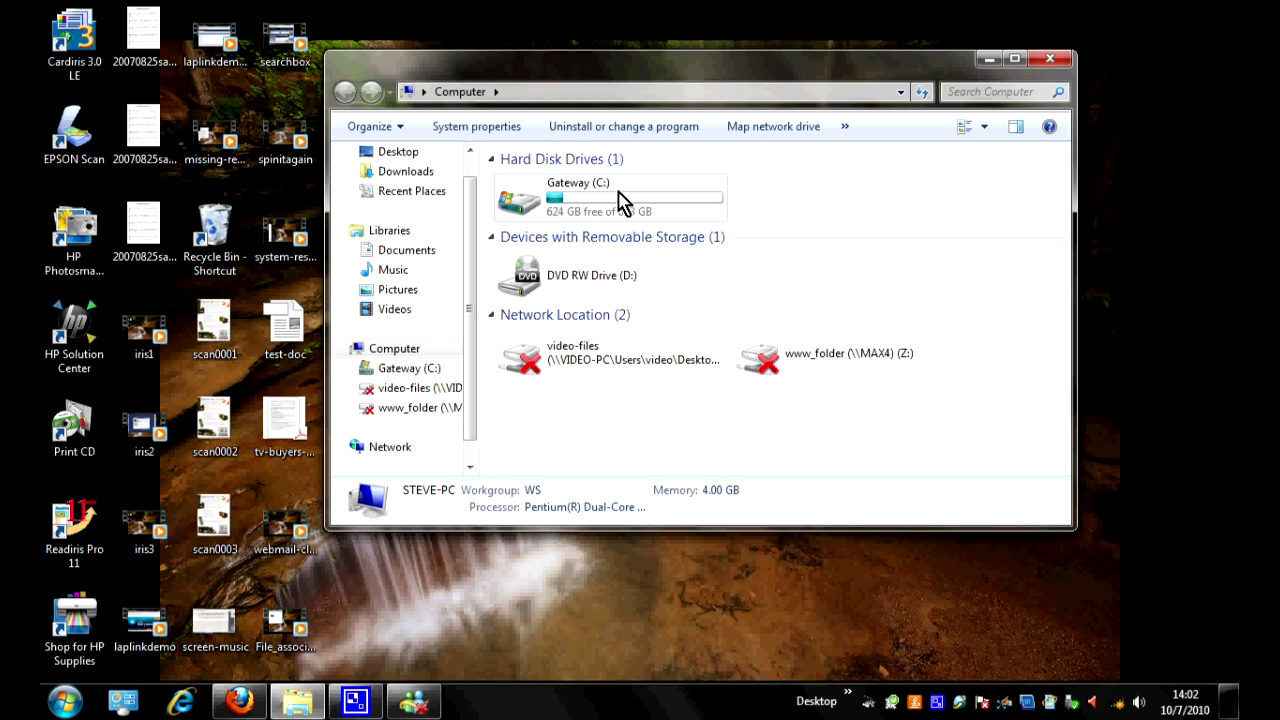 Cardiris 3.0
LE
20070825sa...
laplinkdem...
searchbox
EPSON Scan
20070825sa...
missing-re...
spinitagain
HP
Photosma...
20070825sa...
Recycle Bin -
Shortcut
system-res...
HP Solution
Center
iris1
scan0001
test-doc
Print CD
iris2
scan0002
tv-buyers-...
Readiris Pro
11
iris3
scan0003
webmail-cl...
Shop for HP
Supplies
laplinkdemo
screen-music
File_associ...
Computer
Search Computer
Organize
System properties
Uninstall or change a program
Map network drive
»
Desktop
Downloads
Recent Places
Libraries
Documents
Music
Pictures
Videos
Computer
Gateway (C:)
video-files (\\VID
www_folder (\\M
Network
Hard Disk Drives (1)
Gateway (C:)
624 GB free of GB
Devices with Removable Storage (1)
DVD
DVD RW Drive (D:)
Network Location (2)
video-files
(\\VIDEO-PC\Users\video\Deskto...
www_folder (\\MAX4) (Z:)
STEVE-PC Workgroup: WS Memory: 4.00 GB
Processor: Pentium(R) Dual-Core ...
Desktop
»
14:02
10/7/2010